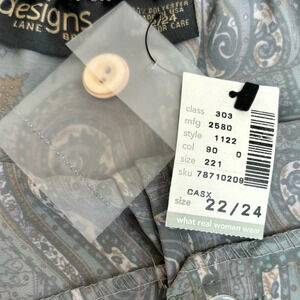 designs
LANE B
POLYESTER
22/24
FOR CARE
class 303
mfg 2580
style 1122
col 90 0
size 221
sku 78710209
CASX
size 22/24
what real women wear